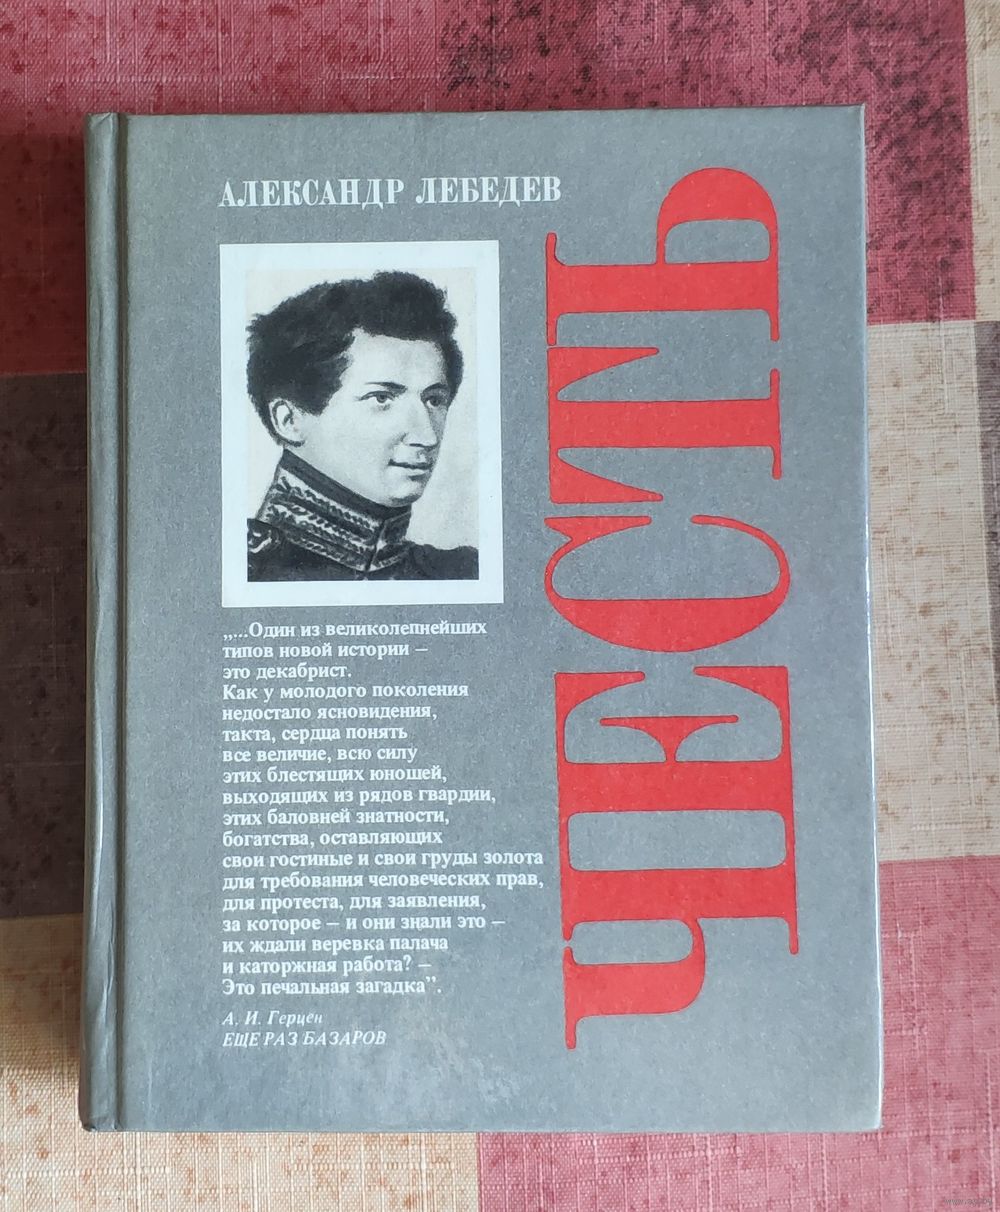 АЛЕКСАНДР ЛЕБЕДЕВ
ЧЕСТЬ
„...Один из великолепнейших
типов новой истории –
это декабрист.
Как у молодого поколения
недостало ясновидения,
такта, сердца понять
все величие, всю силу
этих блестящих юношей,
выходящих из рядов гвардии,
этих баловней знатности,
богатства, оставляющих
свои гостиные и свои груды золота
для требования человеческих прав,
для протеста, для заявления,
за которое – и они знали это –
их ждали веревка палача
и каторжная работа? –
Это печальная загадка”.
А. И. Герцен
ЕЩЕ РАЗ БАЗАРОВ